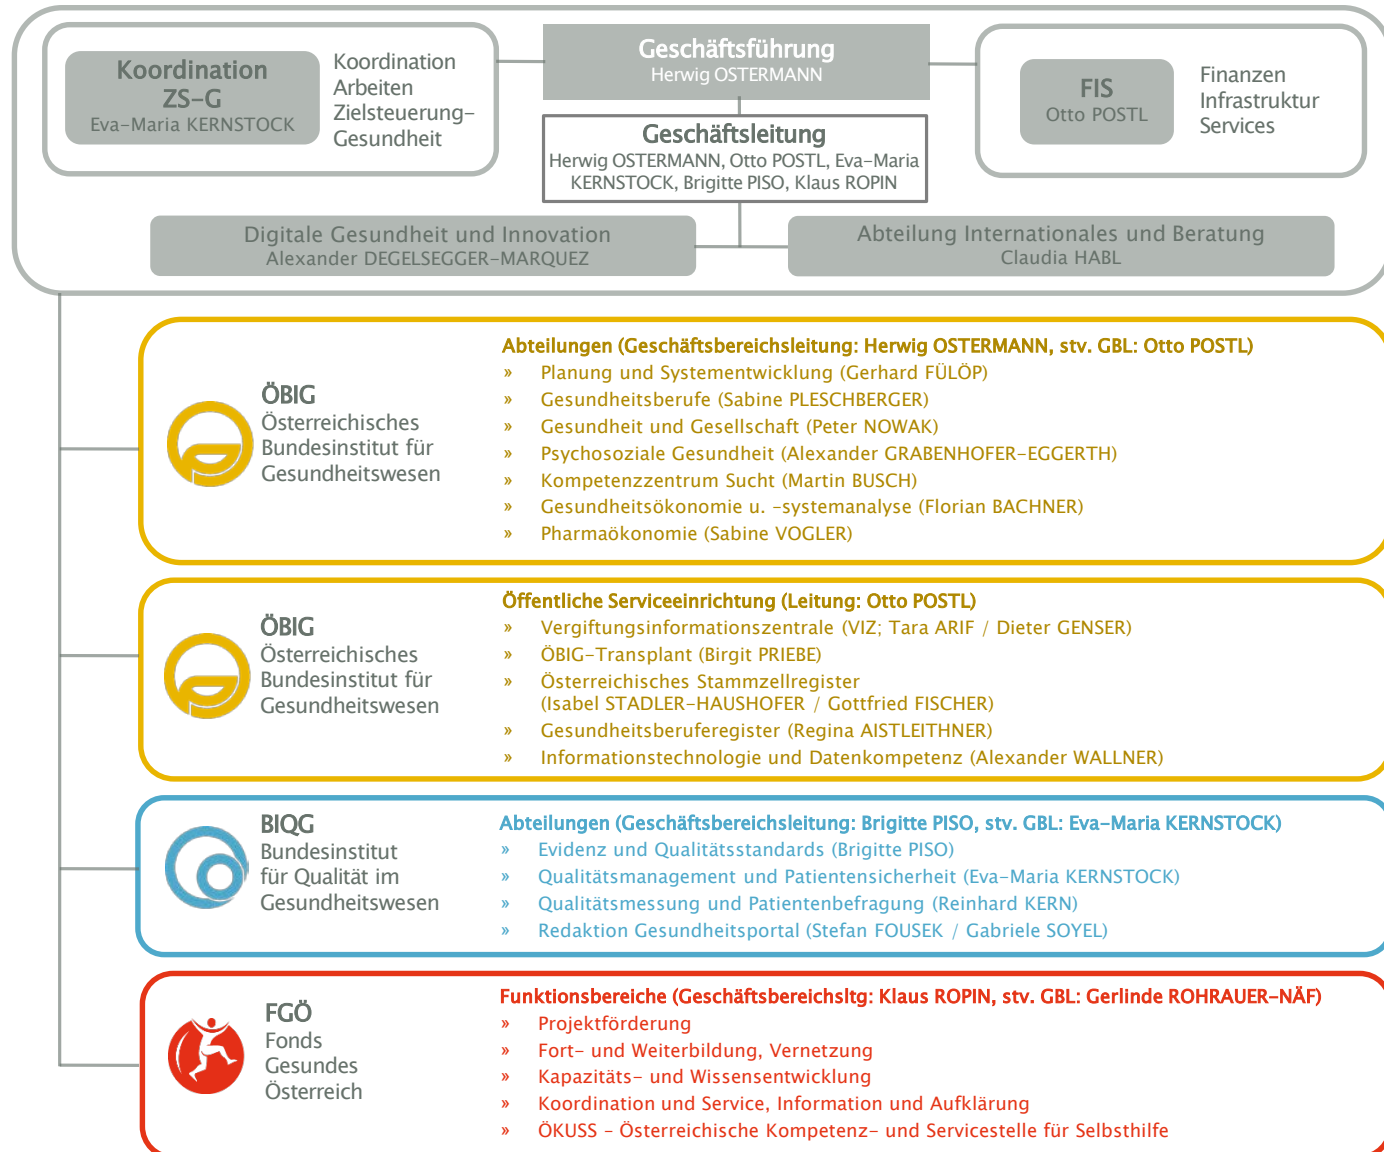 Koordination
ZS-G
Eva-Maria KERNSTOCK
Koordination
Arbeiten
Zielsteuerung-
Gesundheit
Geschäftsführung
Herwig OSTERMANN
FIS
Otto POSTL
Finanzen
Infrastruktur
Services
Geschäftsleitung
Herwig OSTERMANN, Otto POSTL, Eva-Maria
KERNSTOCK, Brigitte PISO, Klaus ROPIN
Digitale Gesundheit und Innovation
Alexander DEGELSEGGER-MARQUEZ
Abteilung Internationales und Beratung
Claudia HABL
ÖBIG
Österreichisches
Bundesinstitut für
Gesundheitswesen
Abteilungen (Geschäftsbereichsleitung: Herwig OSTERMANN, stv. GBL: Otto POSTL)
» Planung und Systementwicklung (Gerhard FÜLÖP)
» Gesundheitsberufe (Sabine PLESCHBERGER)
» Gesundheit und Gesellschaft (Peter NOWAK)
» Psychosoziale Gesundheit (Alexander GRABENHOFER-EGGERTH)
» Kompetenzzentrum Sucht (Martin BUSCH)
» Gesundheitsökonomie u. -systemanalyse (Florian BACHNER)
» Pharmaökonomie (Sabine VOGLER)
ÖBIG
Österreichisches
Bundesinstitut für
Gesundheitswesen
Öffentliche Serviceeinrichtung (Leitung: Otto POSTL)
» Vergiftungsinformationszentrale (VIZ; Tara ARIF / Dieter GENSER)
» ÖBIG-Transplant (Birgit PRIEBE)
» Österreichisches Stammzellregister
(Isabel STADLER-HAUSHOFER / Gottfried FISCHER)
» Gesundheitsberuferegister (Regina AISTLEITHNER)
» Informationstechnologie und Datenkompetenz (Alexander WALLNER)
BIQG
Bundesinstitut
für Qualität im
Gesundheitswesen
Abteilungen (Geschäftsbereichsleitung: Brigitte PISO, stv. GBL: Eva-Maria KERNSTOCK)
» Evidenz und Qualitätsstandards (Brigitte PISO)
» Qualitätsmanagement und Patientensicherheit (Eva-Maria KERNSTOCK)
» Qualitätsmessung und Patientenbefragung (Reinhard KERN)
» Redaktion Gesundheitsportal (Stefan FOUSEK / Gabriele SOYEL)
FGÖ
Fonds
Gesundes
Österreich
Funktionsbereiche (Geschäftsbereichsltg: Klaus ROPIN, stv. GBL: Gerlinde ROHRAUER-NÄF)
» Projektförderung
» Fort- und Weiterbildung, Vernetzung
» Kapazitäts- und Wissensentwicklung
» Koordination und Service, Information und Aufklärung
» ÖKUSS - Österreichische Kompetenz- und Servicestelle für Selbsthilfe